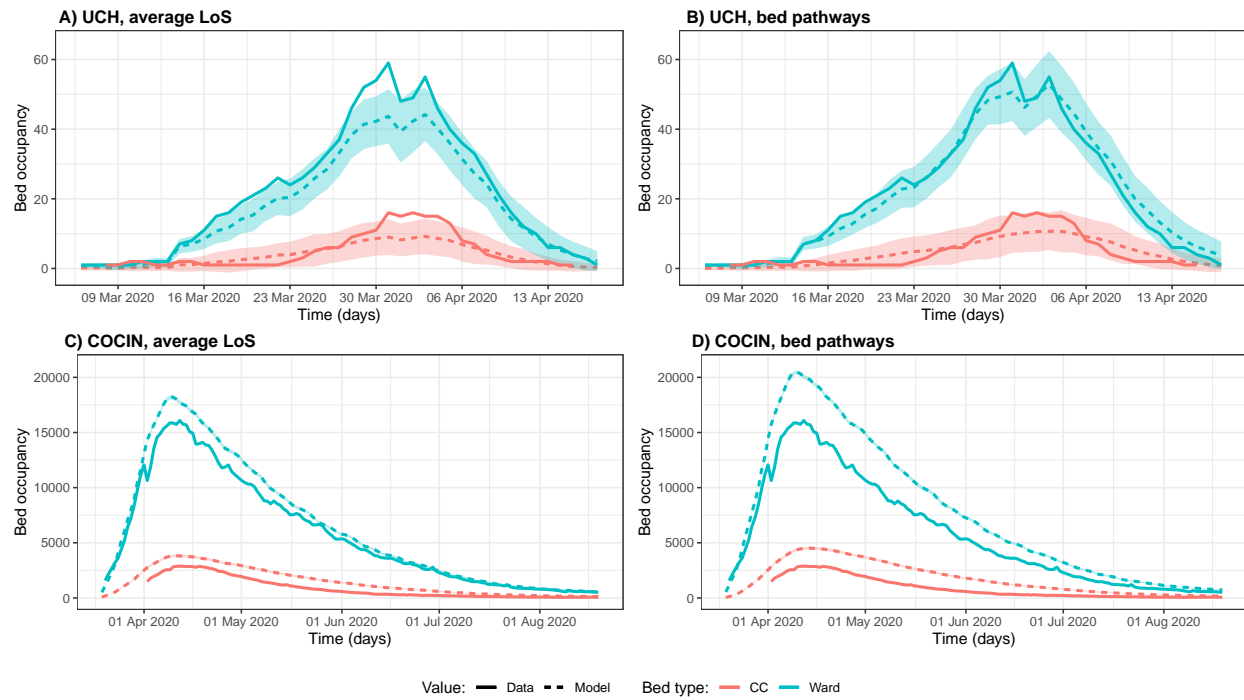 A) UCH, average LoS
B) UCH, bed pathways
60
40
20
0
Bed occupancy
09 Mar 2020 16 Mar 2020 23 Mar 2020 30 Mar 2020 06 Apr 2020 13 Apr 2020
Time (days)
60
40
20
0
Bed occupancy
09 Mar 2020 16 Mar 2020 23 Mar 2020 30 Mar 2020 06 Apr 2020 13 Apr 2020
Time (days)
C) COCIN, average LoS
D) COCIN, bed pathways
20000
15000
10000
5000
0
Bed occupancy
01 Apr 2020 01 May 2020 01 Jun 2020 01 Jul 2020 01 Aug 2020
Time (days)
20000
15000
10000
5000
0
Bed occupancy
01 Apr 2020 01 May 2020 01 Jun 2020 01 Jul 2020 01 Aug 2020
Time (days)
Value: Data Model Bed type: CC Ward